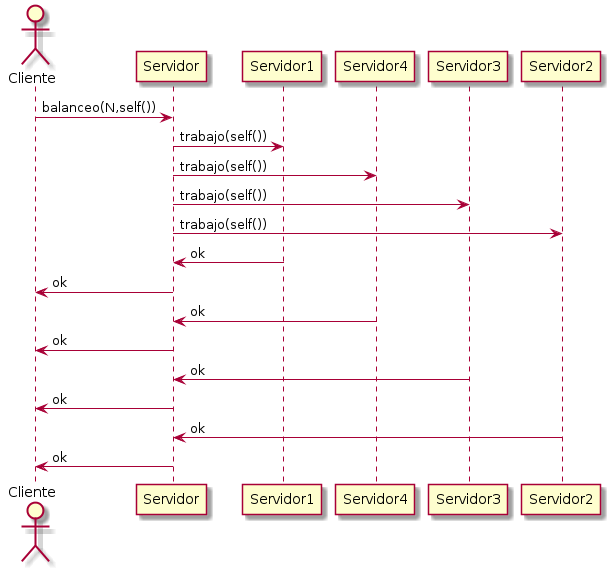 Cliente
Servidor
Servidor1
Servidor4
Servidor3
Servidor2
balanceo(N,self())
trabajo(self())
trabajo(self())
trabajo(self())
trabajo(self())
ok
ok
ok
ok
ok
ok
ok
ok
Cliente
Servidor
Servidor1
Servidor4
Servidor3
Servidor2